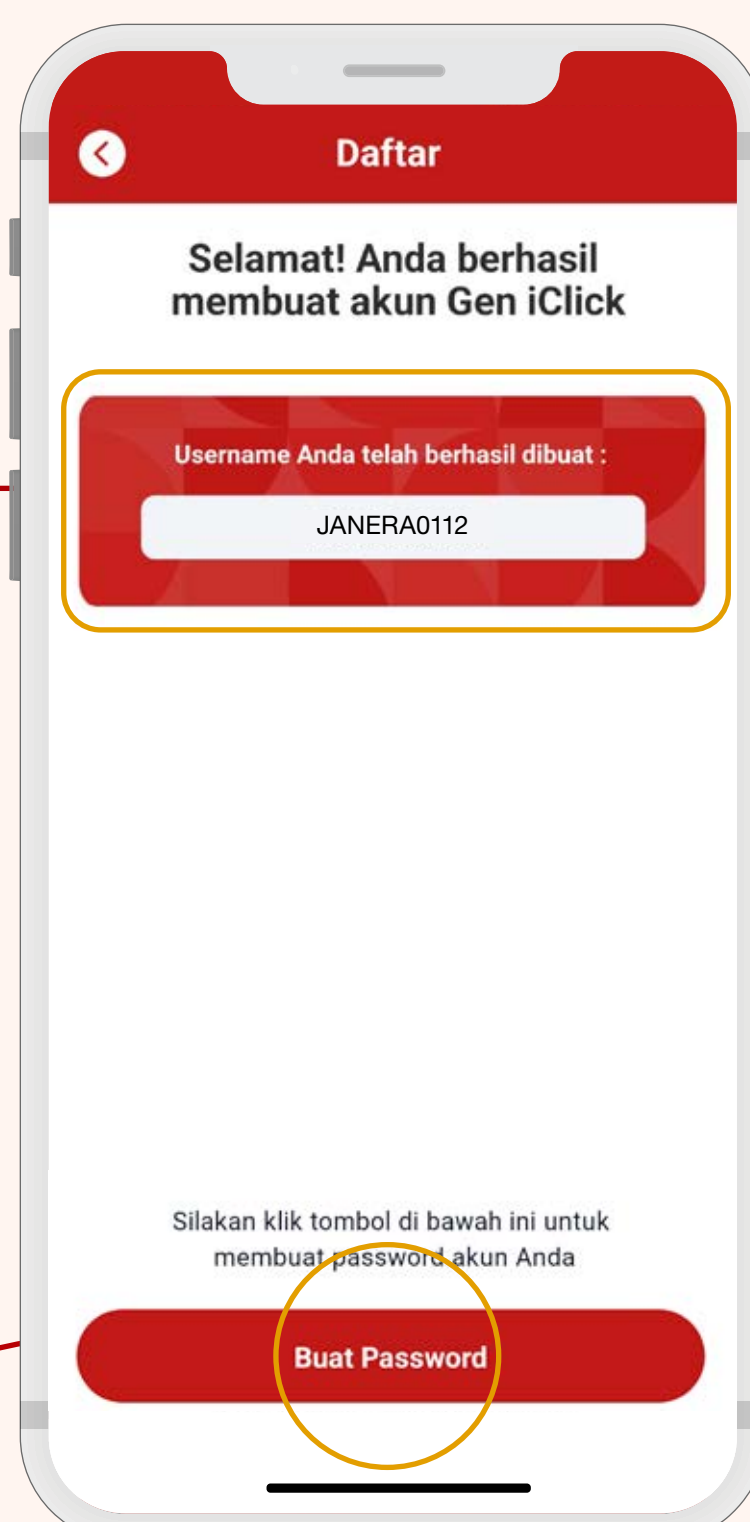 Daftar
Selamat! Anda berhasil
membuat akun Gen iClick
Username Anda telah berhasil dibuat :
JANERA0112
Silakan klik tombol di bawah ini untuk
membuat password akun Anda
Buat Password